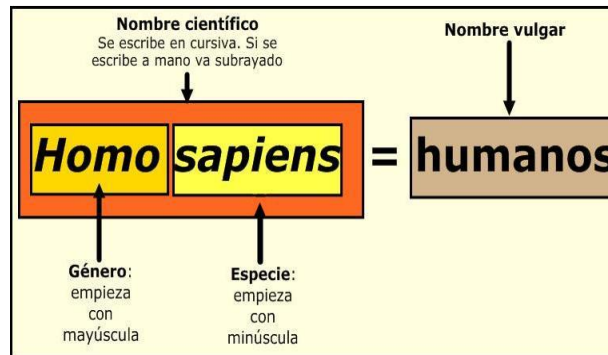 Nombre científico
Se escribe en cursiva. Si se
escribe a mano va subrayado
Nombre vulgar
Homo sapiens = humanos
Género:
empieza
con
mayúscula
Especie:
empieza
con
minúscula